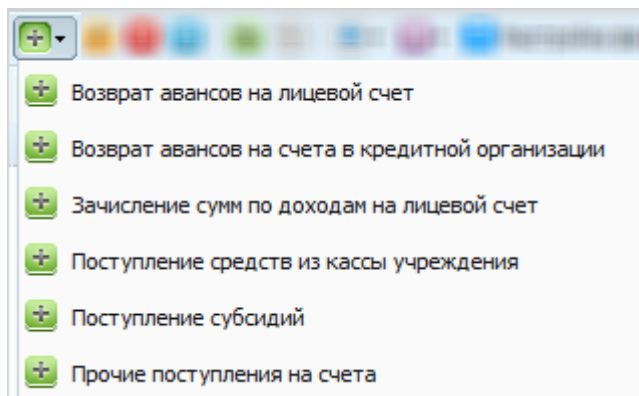 Возврат авансов на лицевой счет
Возврат авансов на счета в кредитной организации
Зачисление сумм по доходам на лицевой счет
Поступление средств из кассы учреждения
Поступление субсидий
Прочие поступления на счета